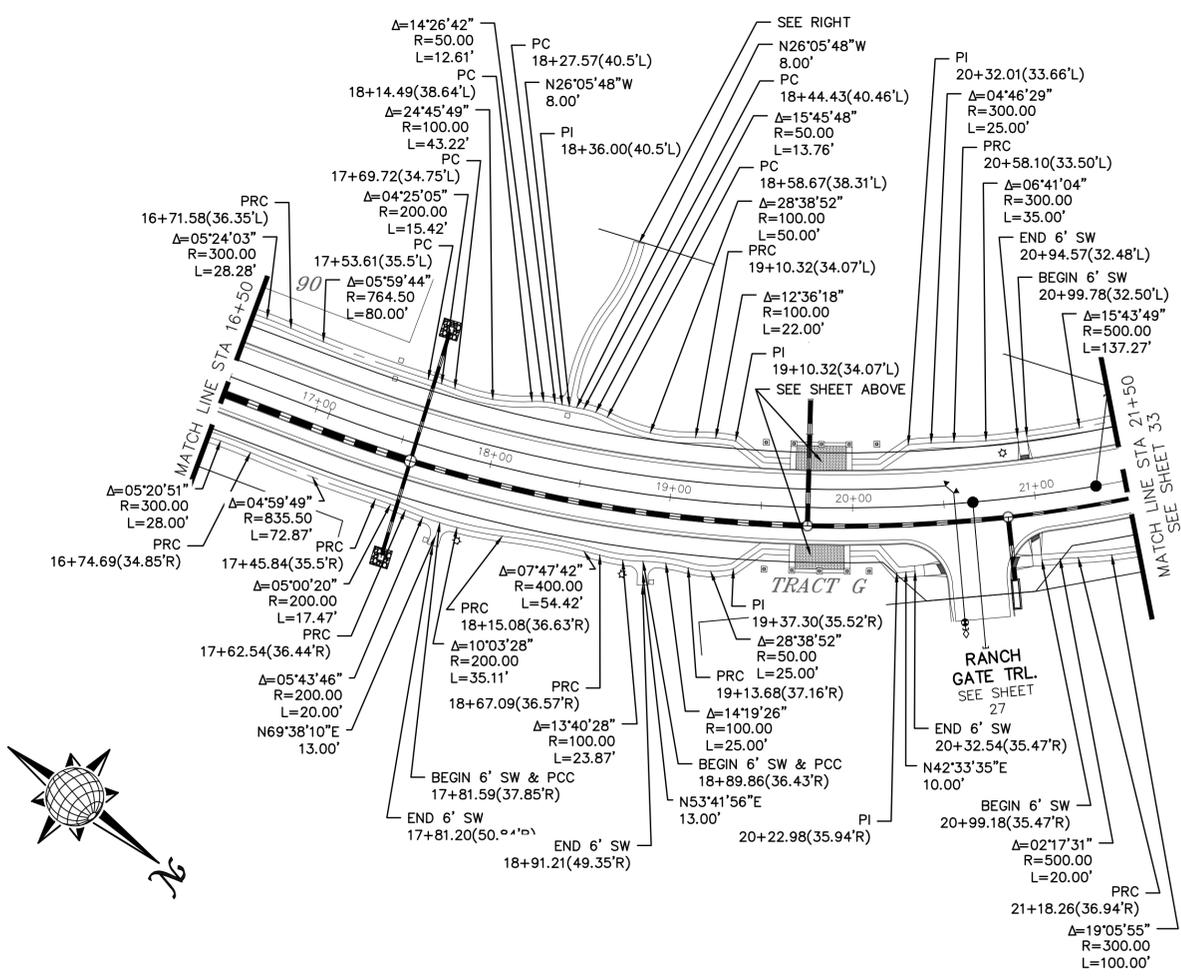 Δ=14°26'42"
R=50.00
L=12.61'
PC
18+27.57(40.5'L)
SEE RIGHT
N26°05'48"W
8.00'
PC
18+14.49(38.64'L)
N26°05'48"W
8.00'
PC
18+44.43(40.46'L)
PI
20+32.01(33.66'L)
Δ=24°45'49"
R=100.00
L=43.22'
PI
18+36.00(40.5'L)
Δ=15°45'48"
R=50.00
L=13.76'
Δ=04°46'29"
R=300.00
L=25.00'
PC
17+69.72(34.75'L)
PC
18+58.67(38.31'L)
PRC
20+58.10(33.50'L)
Δ=04°25'05"
R=200.00
L=15.42'
Δ=28°38'52"
R=100.00
L=50.00'
Δ=06°41'04"
R=300.00
L=35.00'
PRC
16+71.58(36.35'L)
Δ=05°24'03"
R=300.00
L=28.28'
PC
17+53.61(35.5'L)
PRC
19+10.32(34.07'L)
END 6' SW
20+94.57(32.48'L)
90
Δ=05°59'44"
R=764.50
L=80.00'
Δ=12°36'18"
R=100.00
L=22.00'
BEGIN 6' SW
20+99.78(32.50'L)
Δ=15°43'49"
R=500.00
L=137.27'
PI
19+10.32(34.07'L)
SEE SHEET ABOVE
MATCH LINE STA 16+50
17+00
18+00
19+00
20+00
21+00
MATCH LINE STA 21+50
SEE SHEET 33
Δ=05°20'51"
R=300.00
L=28.00'
Δ=04°59'49"
R=835.50
L=72.87'
PRC
16+74.69(34.85'R)
PRC
17+45.84(35.5'R)
Δ=05°00'20"
R=200.00
L=17.47'
PRC
17+62.54(36.44'R)
Δ=05°43'46"
R=200.00
L=20.00'
N69°38'10"E
13.00'
Δ=07°47'42"
R=400.00
L=54.42'
PRC
18+15.08(36.63'R)
Δ=10°03'28"
R=200.00
L=35.11'
PRC
18+67.09(36.57'R)
Δ=13°40'28"
R=100.00
L=23.87'
TRACT G
PI
19+37.30(35.52'R)
Δ=28°38'52"
R=50.00
L=25.00'
PRC
19+13.68(37.16'R)
Δ=14°19'26"
R=100.00
L=25.00'
RANCH
GATE TRL.
SEE SHEET
27
END 6' SW
20+32.54(35.47'R)
N42°33'35"E
10.00'
BEGIN 6' SW & PCC
17+81.59(37.85'R)
BEGIN 6' SW & PCC
18+89.86(36.43'R)
N53°41'56"E
13.00'
END 6' SW
17+81.20(50.
END 6' SW
18+91.21(49.35'R)
PI
20+22.98(35.94'R)
BEGIN 6' SW
20+99.18(35.47'R)
Δ=02°17'31"
R=500.00
L=20.00'
PRC
21+18.26(36.94'R)
Δ=19°05'55"
R=300.00
L=100.00'
N